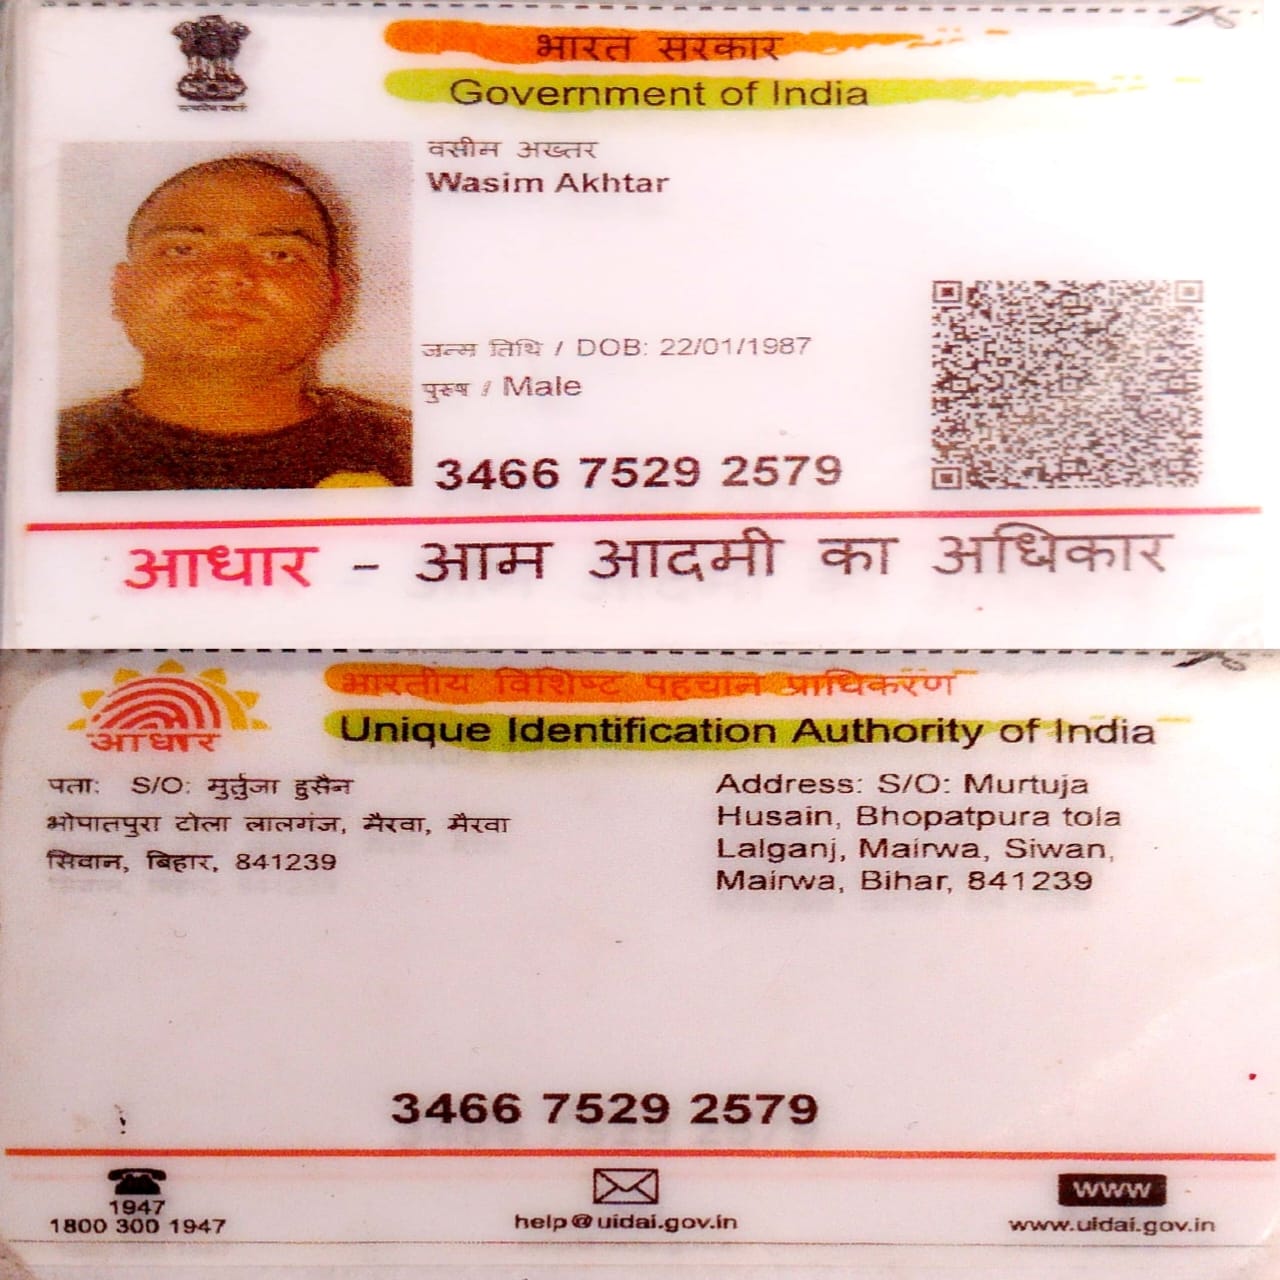 भारत सरकार
Government of India
वसीम अख्तर
Wasim Akhtar
जन्म तिथि / DOB: 22/01/1987
पुरुष / Male
3466 7529 2579
आधार - आम आदमी का अधिकार
भारतीय विशिष्ट पहचान प्राधिकरण
Unique Identification Authority of India
आधार
पता: S/O: मुर्तुजा हुसैन
भोपातपुरा टोला लालगंज, मैरवा, मैरवा
सिवान, बिहार, 841239
Address: S/O: Murtuja
Husain, Bhopatpura tola
Lalganj, Mairwa, Siwan,
Mairwa, Bihar, 841239
3466 7529 2579
1947
1800 300 1947
help@uidai.gov.in
www
www.uidai.gov.in